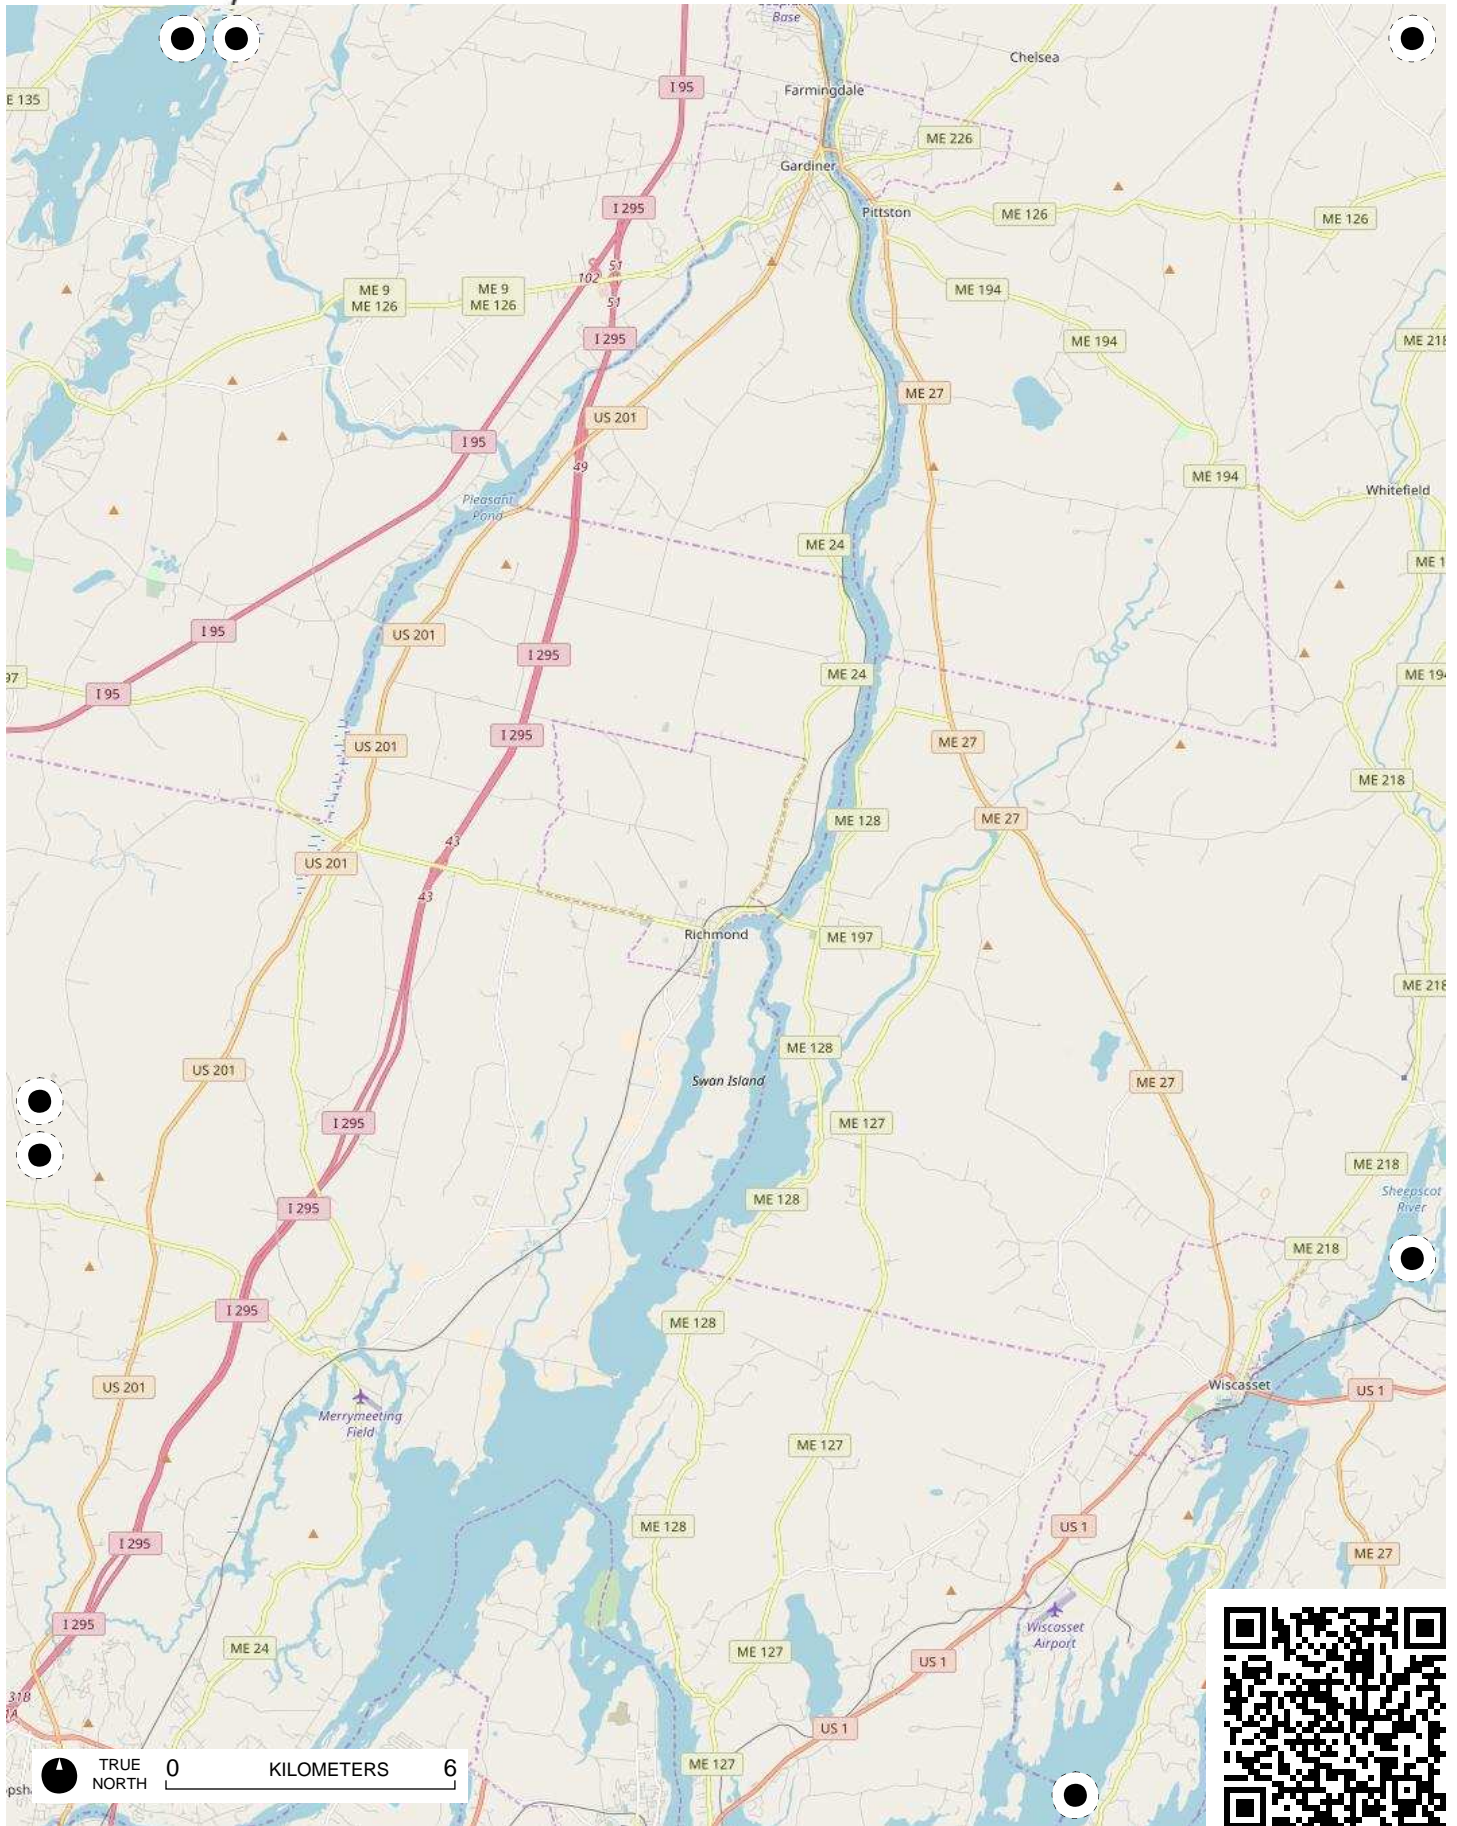 Base
Chelsea
I 95
Farmingdale
E 135
ME 226
Gardiner
I 295
Pittston
ME 126
ME 126
51
102
ME 9
ME 126
ME 9
ME 126
ME 194
51
I 295
ME 194
ME 218
ME 27
US 201
I 95
49
ME 194
Pleasant
Pond
Whitefield
ME 24
ME 1
I 95
US 201
I 295
ME 24
97
ME 194
I 95
I 295
US 201
ME 27
ME 218
ME 128
ME 27
43
US 201
43
Richmond
ME 197
ME 218
ME 128
US 201
Swan Island
ME 27
I 295
ME 127
ME 218
Sheepscot
River
ME 128
I 295
ME 218
I 295
ME 128
US 201
Wiscasset
US 1
Merrymeeting
Field
ME 127
ME 128
US 1
I 295
ME 27
I 295
Wiscasset
Airport
ME 24
ME 127
US 1
31B
US 1
ME 127
TRUE
NORTH
0 KILOMETERS 6